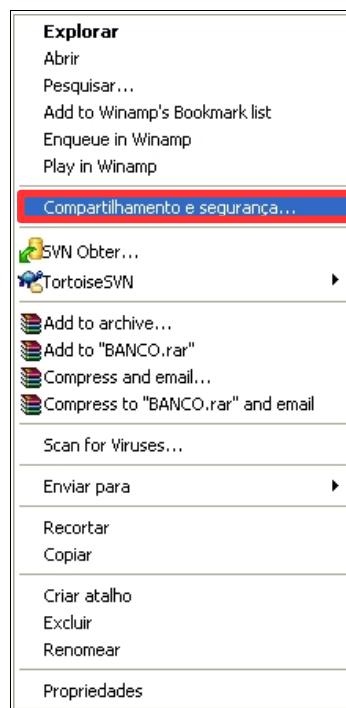 Explorar
Abrir
Pesquisar...
Add to Winamp's Bookmark list
Enqueue in Winamp
Play in Winamp
Compartilhamento e segurança...
SVN Obter...
TortoiseSVN
Add to archive...
Add to "BANCO.rar"
Compress and email...
Compress to "BANCO.rar" and email
Scan for Viruses...
Enviar para
Recortar
Copiar
Criar atalho
Excluir
Renomear
Propriedades